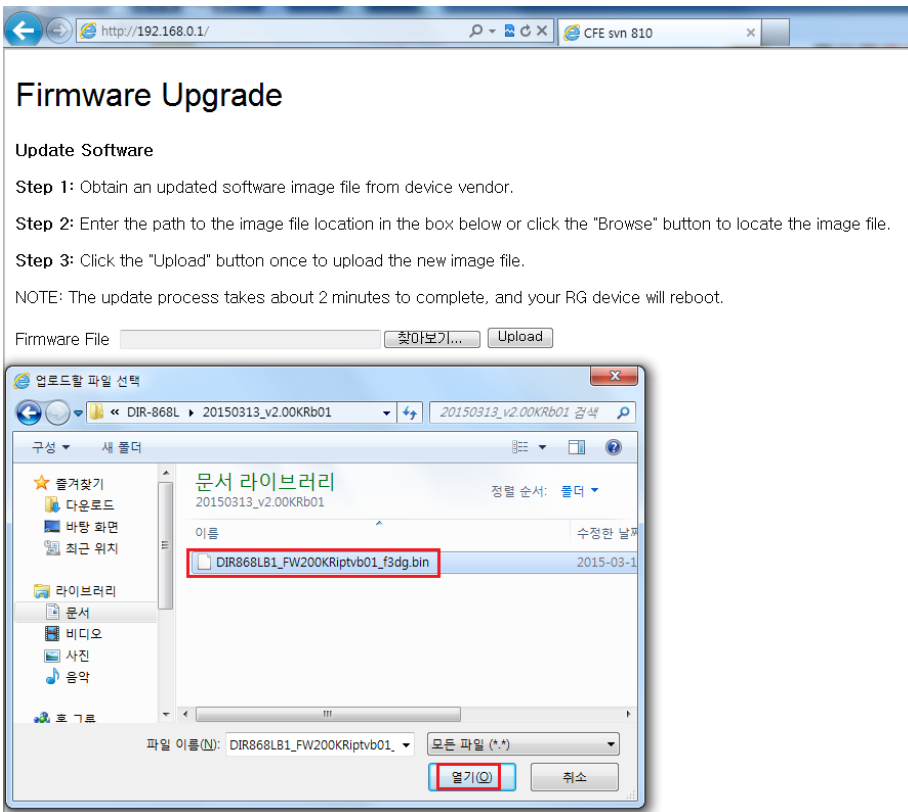 http://192.168.0.1/
CFE svn 810
Firmware Upgrade
Update Software
Step 1: Obtain an updated software image file from device vendor.
Step 2: Enter the path to the image file location in the box below or click the "Browse" button to locate the image file.
Step 3: Click the "Upload" button once to upload the new image file.
NOTE: The update process takes about 2 minutes to complete, and your RG device will reboot.
Firmware File 찾아보기... Upload
업로드할 파일 선택
« DIR-868L ▸ 20150313_v2.00KRb01
20150313_v2.00KRb01 검색
구성 새 폴더
즐겨찾기
다운로드
바탕 화면
최근 위치
라이브러리
문서
비디오
사진
음악
홈 그룹
문서 라이브러리
20150313_v2.00KRb01
정렬 순서: 폴더
이름 수정한 날짜
DIR868LB1_FW200KRiptvb01_f3dg.bin 2015-03-1
파일 이름(N): DIR868LB1_FW200KRiptvb01_ 모든 파일 (*.*)
열기(O) 취소